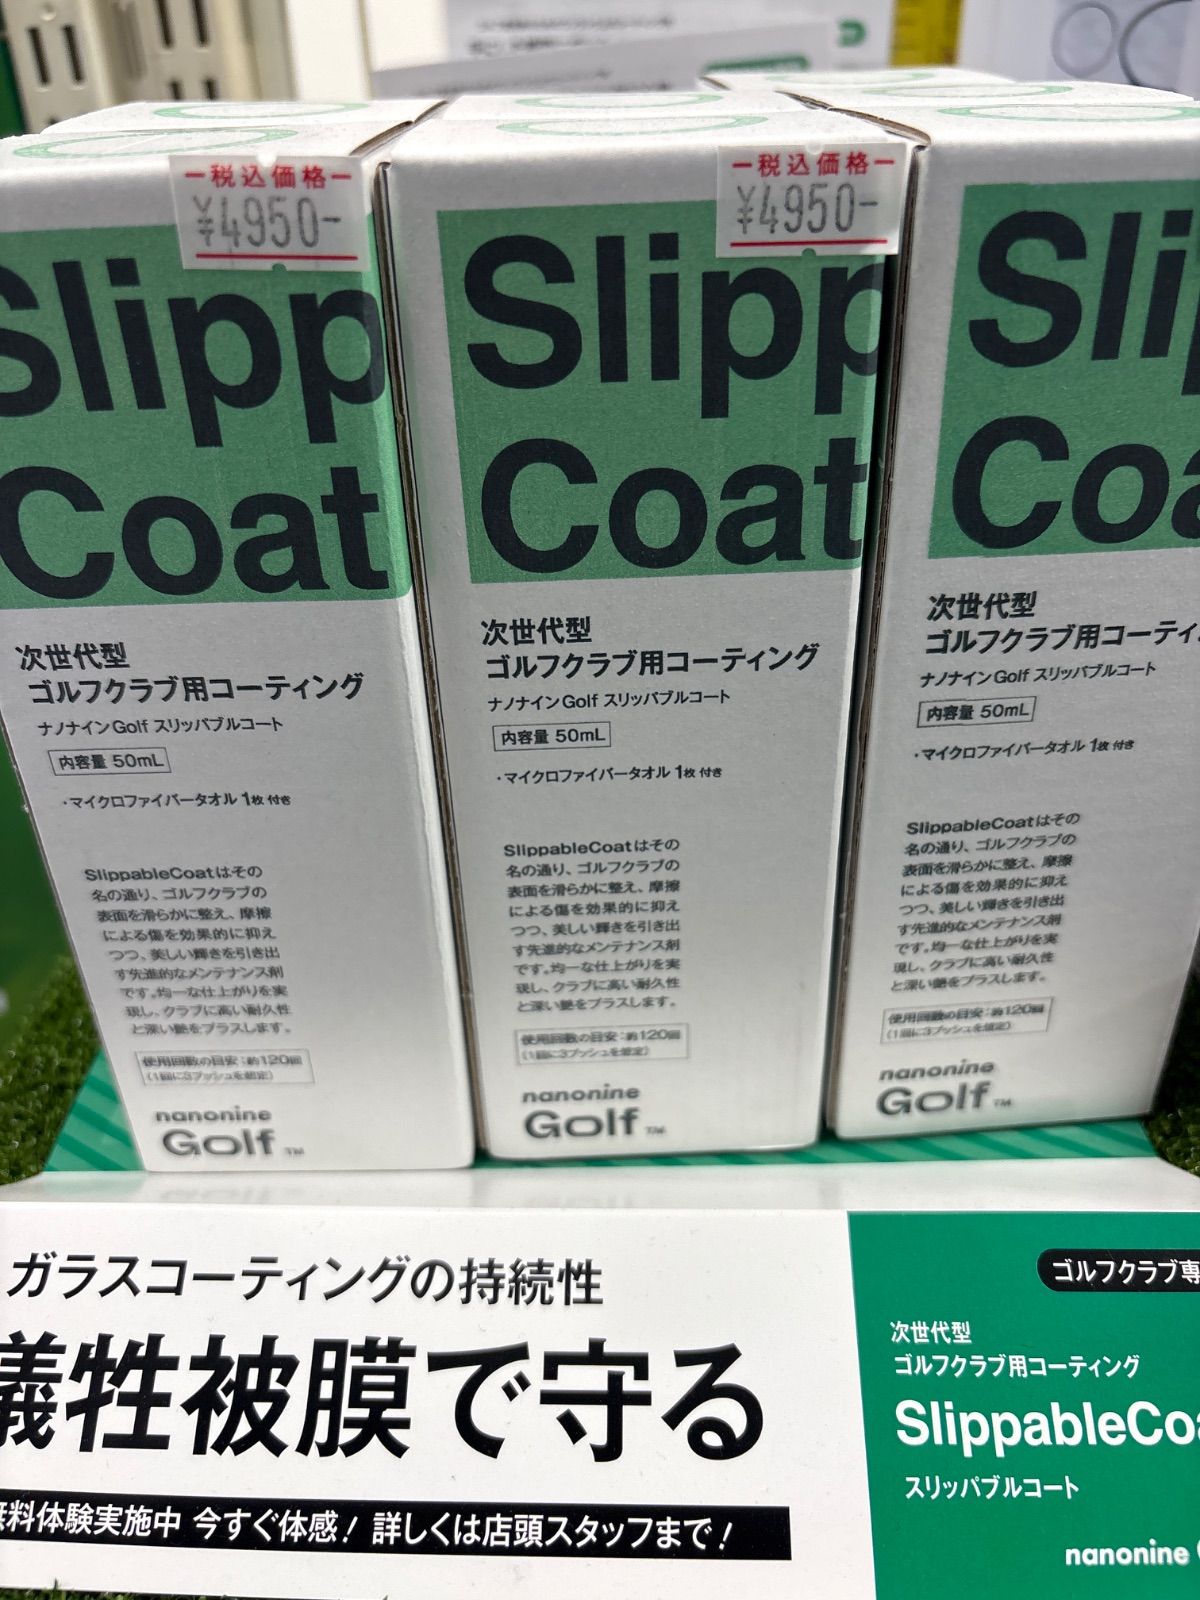 ー税込価格ー
¥4950-
Slipp
Coat
次世代型
ゴルフクラブ用コーティング
ナノナインGolf スリッパブルコート
内容量 50mL
・マイクロファイバータオル 1枚 付き
SlippableCoatはその
名の通り、ゴルフクラブの
表面を滑らかに整え、摩擦
による傷を効果的に抑え
つつ、美しい輝きを引き出
す先進的なメンテナンス剤
です。均一な仕上がりを実
現し、クラブに高い耐久性
と深い艶をプラスします。
使用回数の目安：約120回
(1回に3プッシュを想定)
nanonine
Golf TM
ー税込価格ー
¥4950-
Slipp
Coat
次世代型
ゴルフクラブ用コーティング
ナノナインGolf スリッパブルコート
内容量 50mL
・マイクロファイバータオル 1枚 付き
SlippableCoatはその
名の通り、ゴルフクラブの
表面を滑らかに整え、摩擦
による傷を効果的に抑え
つつ、美しい輝きを引き出
す先進的なメンテナンス剤
です。均一な仕上がりを実
現し、クラブに高い耐久性
と深い艶をプラスします。
使用回数の目安：約120回
(1回に3プッシュを想定)
nanonine
Golf TM
Sli
Coa
次世代型
ゴルフクラブ用コーティ
ナノナインGolf スリッパブルコート
内容量 50mL
・マイクロファイバータオル 1枚 付き
SlippableCoatはその
名の通り、ゴルフクラブの
表面を滑らかに整え、摩擦
による傷を効果的に抑え
つつ、美しい輝きを引き出
す先進的なメンテナンス剤
です。均一な仕上がりを実
現し、クラブに高い耐久性
と深い艶をプラスします。
使用回数の目安：約120回
(1回に3プッシュを想定)
nanonine
Golf TM
ガラスコーティングの持続性
犠牲被膜で守る
無料体験実施中 今すぐ体感！ 詳しくは店頭スタッフまで！
ゴルフクラブ専
次世代型
ゴルフクラブ用コーティング
SlippableCoa
スリッパブルコート
nanonine